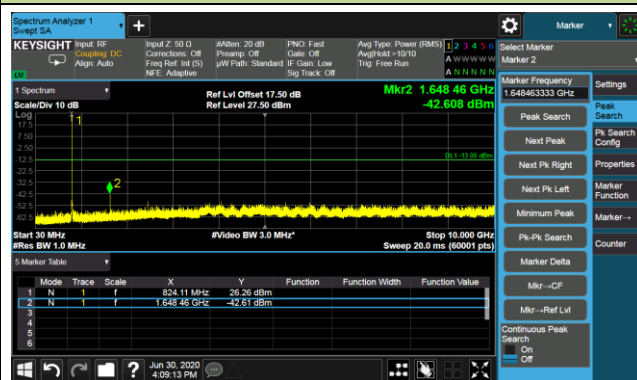 Spectrum Analyzer 1
Swept SA
KEYSIGHT
Input: RF
Coupling: DC
Align: Auto
Input Z: 50 Ω
Corrections: Off
Freq Ref: Int (S)
NFE: Adaptive
#Atten: 20 dB
Preamp: Off
µW Path: Standard
PNO: Fast
Gate: Off
IF Gain: Low
Sig Track: Off
Avg Type: Power (RMS)
Avg|Hold:>10/10
Trig: Free Run
1 2 3 4 5 6
A W W W W W
A N N N N N
LXI
1 Spectrum
Scale/Div 10 dB
Ref Lvl Offset 17.50 dB
Ref Level 27.50 dBm
Mkr2 1.648 46 GHz
-42.608 dBm
Log
17.5
7.50
-2.50
-12.5
-22.5
-32.5
-42.5
-52.5
-62.5
1
2
DL1 -13.00 dBm
Start 30 MHz
#Res BW 1.0 MHz
#Video BW 3.0 MHz*
Stop 10.000 GHz
Sweep 20.0 ms (60001 pts)
5 Marker Table
Mode Trace Scale X Y Function Function Width Function Value
1 N 1 f 824.11 MHz 26.26 dBm
2 N 1 f 1.648 46 GHz -42.61 dBm
3
4
5
6
Jun 30, 2020
4:09:13 PM
Marker
Select Marker
Marker 2
Marker Frequency
1.648463333 GHz
Peak Search
Next Peak
Next Pk Right
Next Pk Left
Minimum Peak
Pk-Pk Search
Marker Delta
Mkr→CF
Mkr→Ref Lvl
Continuous Peak
Search
On
Off
Settings
Peak
Search
Pk Search
Config
Properties
Marker
Function
Marker→
Counter